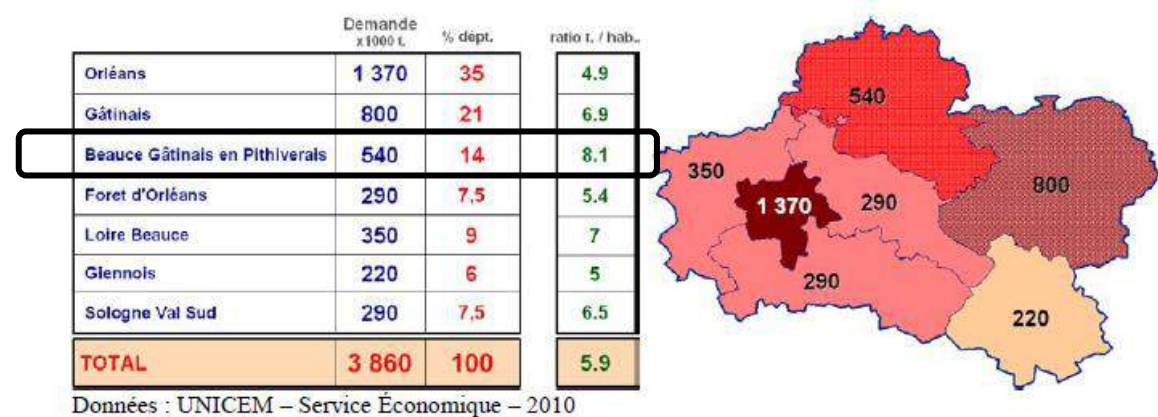 Demande x1000 t. % dépt. ratio t. / hab..
Orléans 1 370 35 4.9
Gâtinais 800 21 6.9
Beauce Gâtinais en Pithiverais 540 14 8.1
Foret d'Orléans 290 7,5 5.4
Loire Beauce 350 9 7
Giennois 220 6 5
Sologne Val Sud 290 7,5 6.5
TOTAL 3 860 100 5.9
Données : UNICEM – Service Économique – 2010
540
350
800
1 370
290
290
220